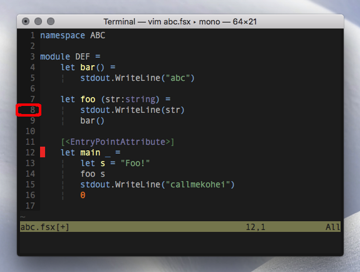 Terminal — vim abc.fsx • mono — 64×21
1 namespace ABC
2
3 module DEF =
4 let bar() =
5 stdout.WriteLine("abc")
6
7 let foo (str:string) =
8 stdout.WriteLine(str)
9 bar()
10
11 [<EntryPointAttribute>]
12 let main _ =
13 let s = "Foo!"
14 foo s
15 stdout.WriteLine("callmekohei")
16 0
17
~
abc.fsx[+] 12,1 All